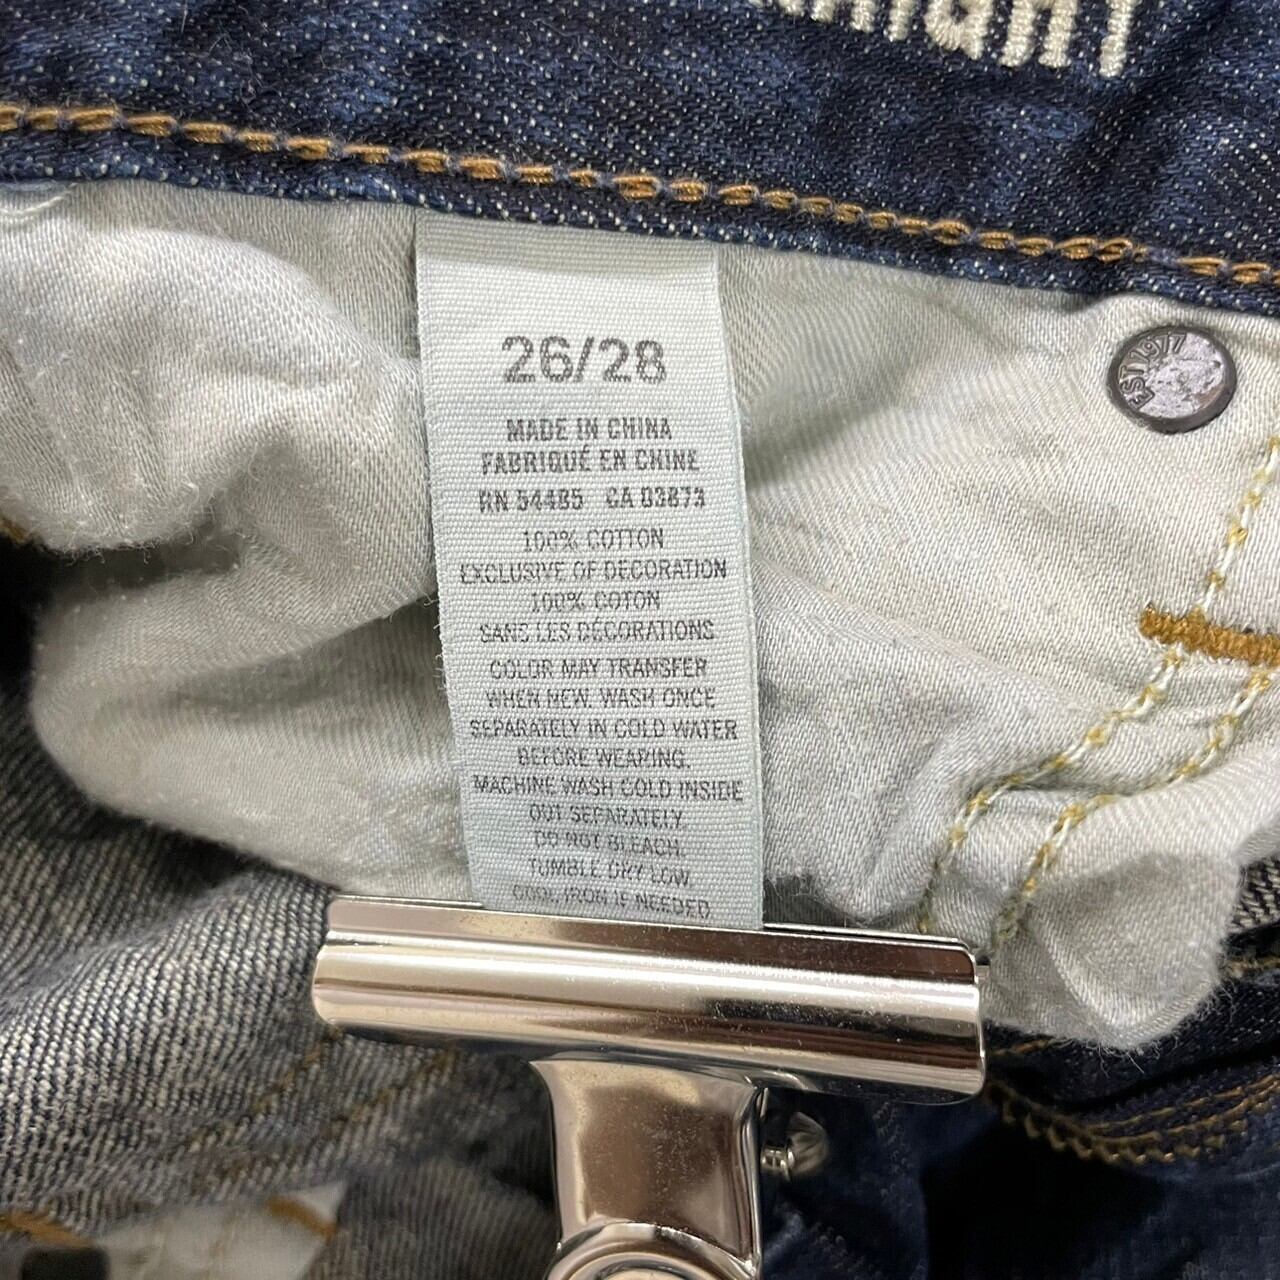 26/28
MADE IN CHINA
FABRIQUÉ EN CHINE
RN 54485 CA 03873
100% COTTON
EXCLUSIVE OF DECORATION
100% COTON
SANS LES DÉCORATIONS
COLOR MAY TRANSFER
WHEN NEW. WASH ONCE
SEPARATELY IN COLD WATER
BEFORE WEARING.
MACHINE WASH COLD INSIDE
OUT SEPARATELY.
DO NOT BLEACH.
TUMBLE DRY LOW.
COOL IRON IF NEEDED
EST 1977